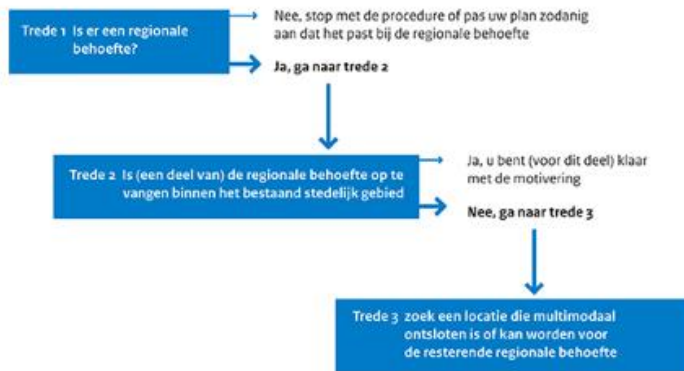 Trede 1 Is er een regionale
behoefte?
Nee, stop met de procedure of pas uw plan zodanig
aan dat het past bij de regionale behoefte
Ja, ga naar trede 2
Trede 2 Is (een deel van) de regionale behoefte op te
vangen binnen het bestaand stedelijk gebied
Ja, u bent (voor dit deel) klaar
met de motivering
Nee, ga naar trede 3
Trede 3 zoek een locatie die multimodaal
ontsloten is of kan worden voor
de resterende regionale behoefte